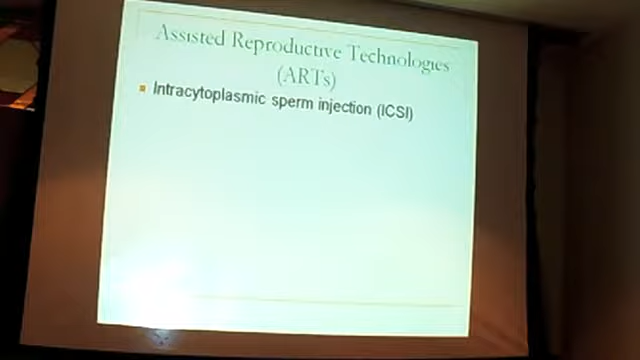 Assisted Reproductive Technologies
(ARTs)
Intracytoplasmic sperm injection (ICSI)